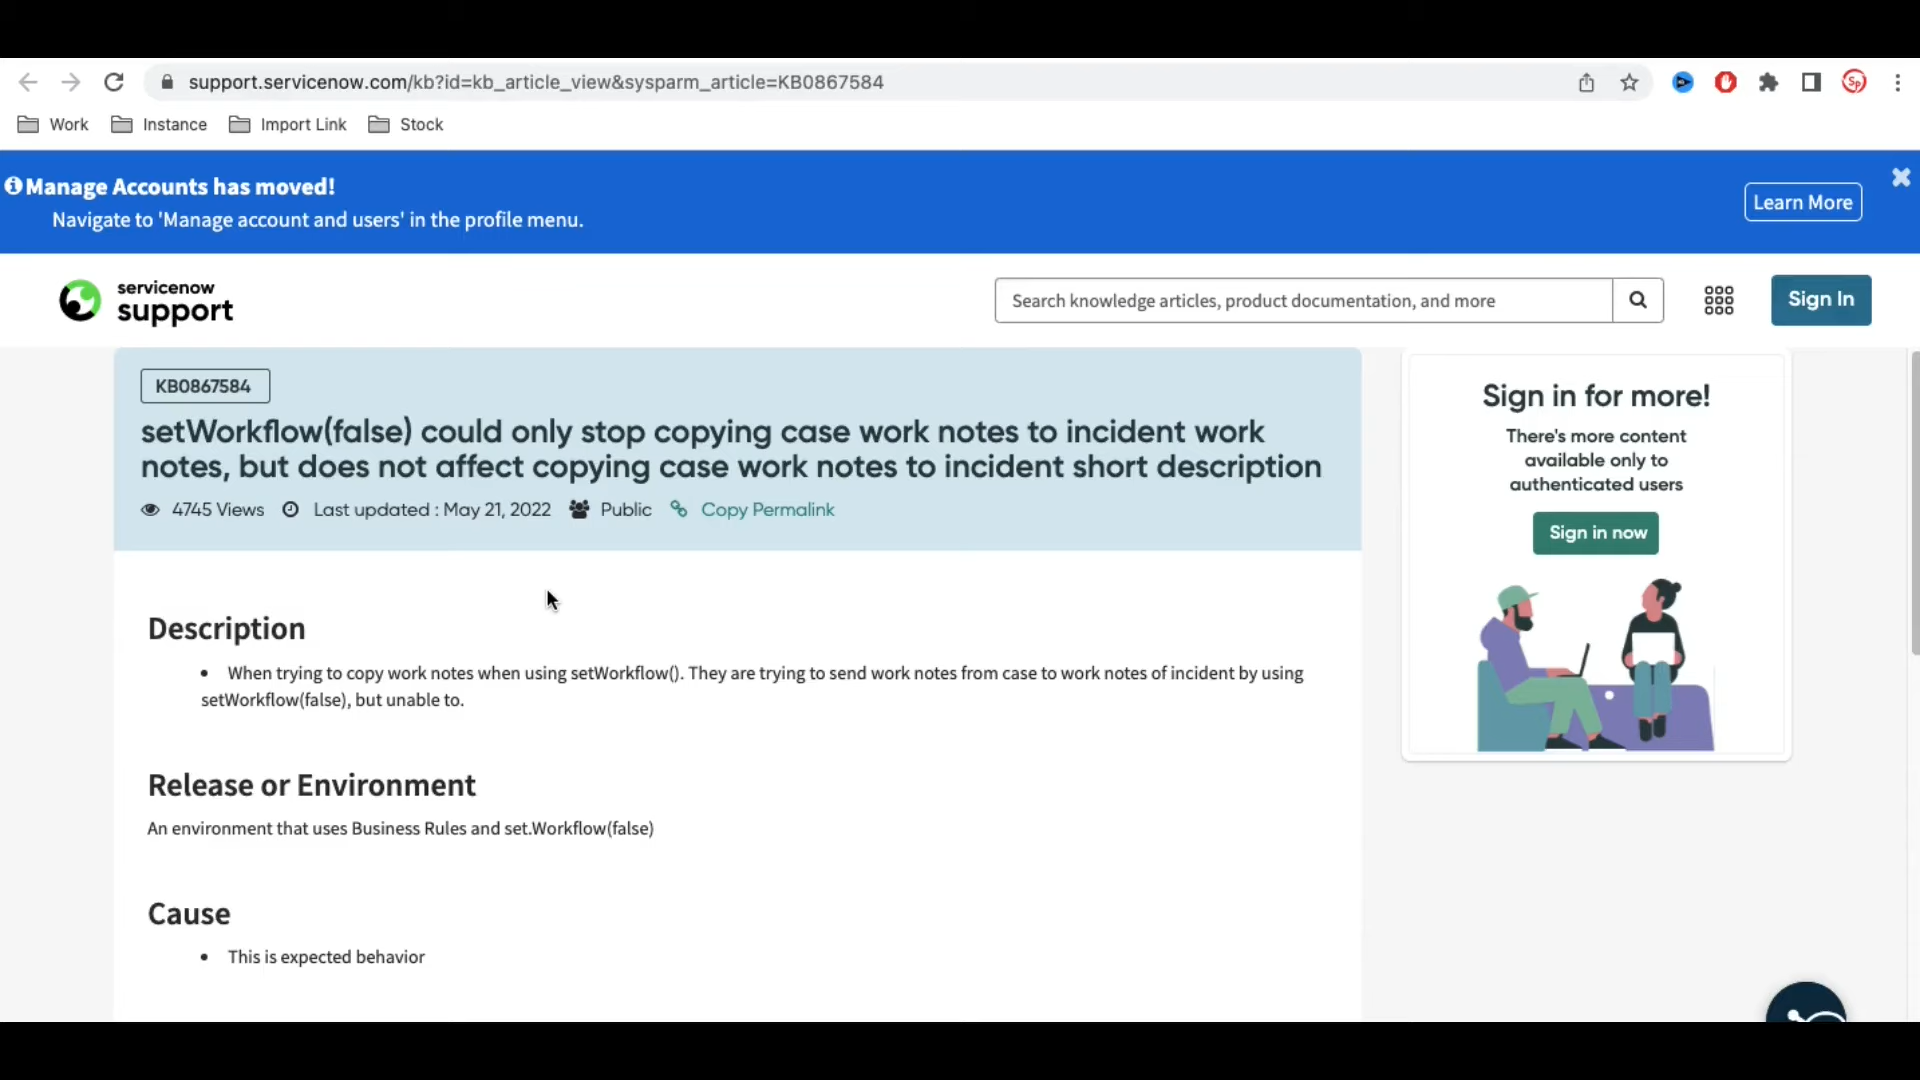 support.servicenow.com/kb?id=kb_article_view&sysparm_article=KB0867584
Sp
Work Instance Import Link Stock
Manage Accounts has moved!
Navigate to 'Manage account and users' in the profile menu.
Learn More
servicenow
support
Search knowledge articles, product documentation, and more
Sign In
KB0867584
setWorkflow(false) could only stop copying case work notes to incident work
notes, but does not affect copying case work notes to incident short description
4745 Views Last updated : May 21, 2022 Public Copy Permalink
Sign in for more!
There's more content
available only to
authenticated users
Sign in now
Description
• When trying to copy work notes when using setWorkflow(). They are trying to send work notes from case to work notes of incident by using
setWorkflow(false), but unable to.
Release or Environment
An environment that uses Business Rules and set.Workflow(false)
Cause
• This is expected behavior